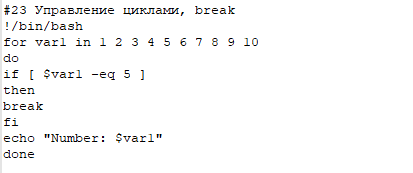 #23 Управление циклами, break
!/bin/bash
for var1 in 1 2 3 4 5 6 7 8 9 10
do
if [ $var1 -eq 5 ]
then
break
fi
echo "Number: $var1"
done